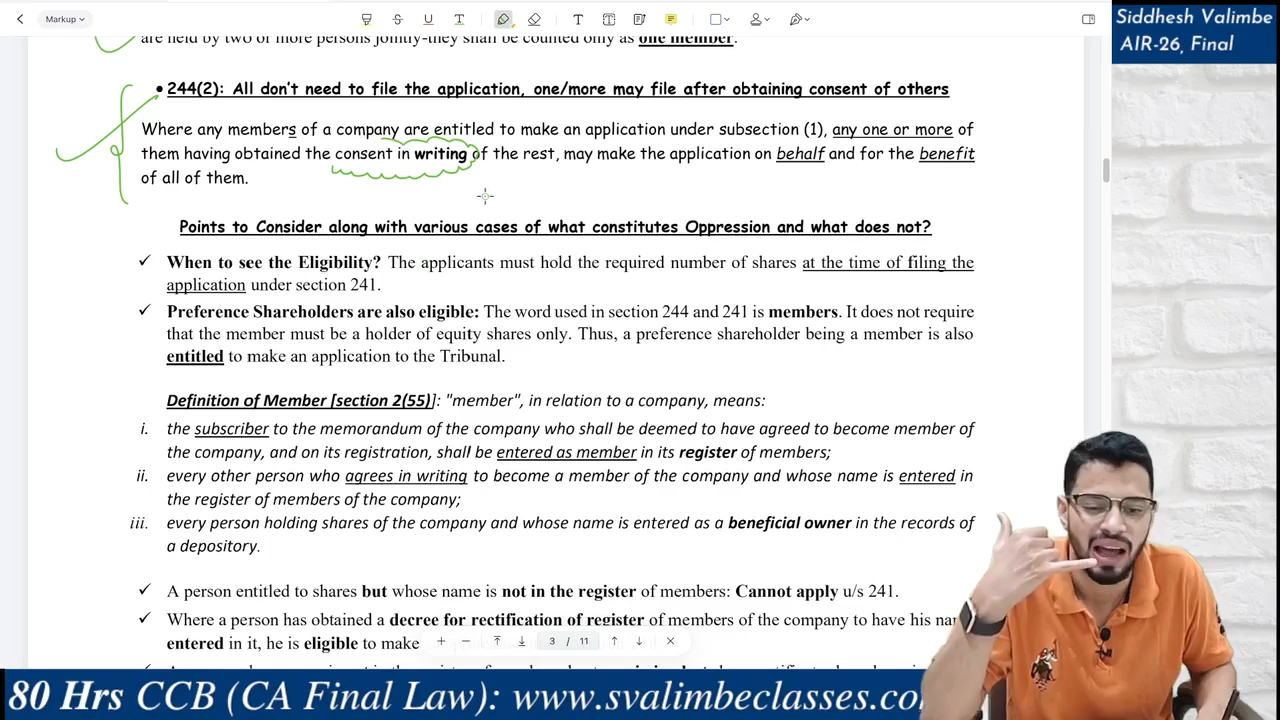 Markup
Siddhesh Valimbe
AIR-26, Final
are held by two or more persons jointly-they shall be counted only as one member.
• 244(2): All don't need to file the application, one/more may file after obtaining consent of others
Where any members of a company are entitled to make an application under subsection (1), any one or more of
them having obtained the consent in writing of the rest, may make the application on behalf and for the benefit
of all of them.
Points to Consider along with various cases of what constitutes Oppression and what does not?
✓ When to see the Eligibility? The applicants must hold the required number of shares at the time of filing the
application under section 241.
✓ Preference Shareholders are also eligible: The word used in section 244 and 241 is members. It does not require
that the member must be a holder of equity shares only. Thus, a preference shareholder being a member is also
entitled to make an application to the Tribunal.
Definition of Member [section 2(55)]: "member", in relation to a company, means:
i. the subscriber to the memorandum of the company who shall be deemed to have agreed to become member of
the company, and on its registration, shall be entered as member in its register of members;
ii. every other person who agrees in writing to become a member of the company and whose name is entered in
the register of members of the company;
iii. every person holding shares of the company and whose name is entered as a beneficial owner in the records of
a depository.
✓ A person entitled to shares but whose name is not in the register of members: Cannot apply u/s 241.
✓ Where a person has obtained a decree for rectification of register of members of the company to have his
entered in it, he is eligible to make
3 / 11
80 Hrs CCB (CA Final Law): www.svalimbeclasses.co